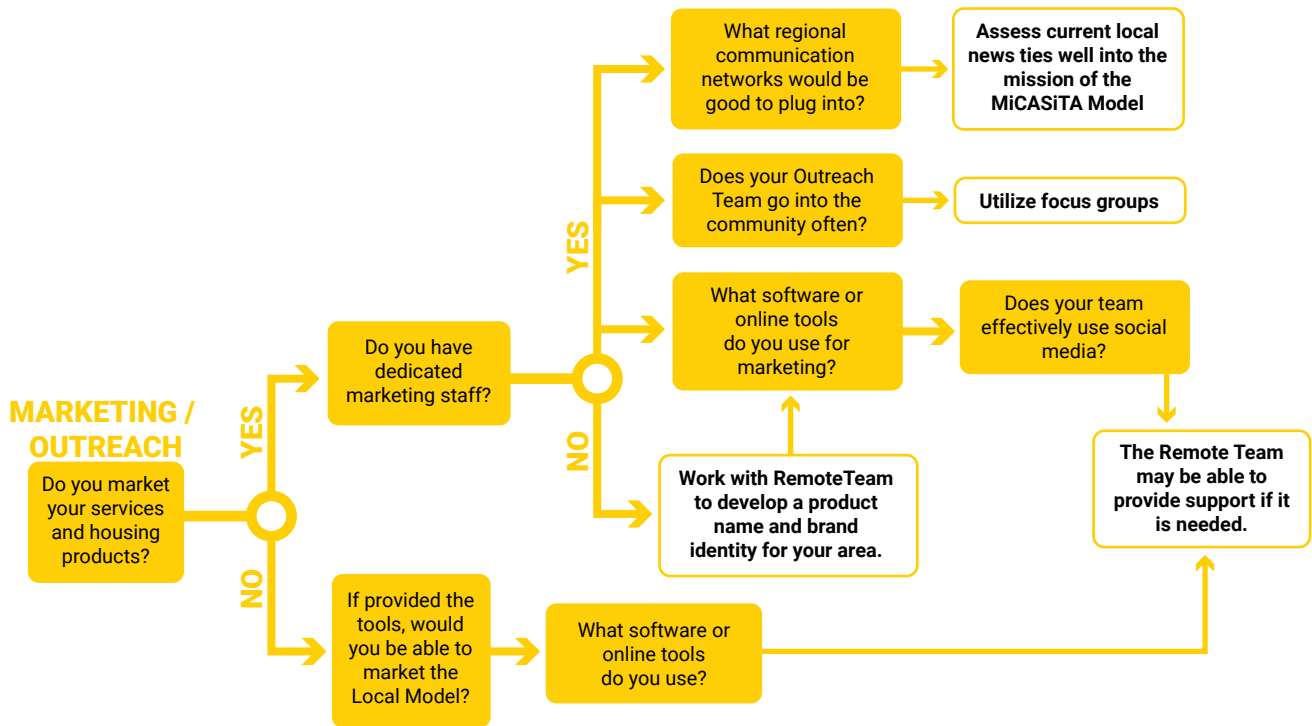 What regional
communication
networks would be
good to plug into?
Assess current local
news ties well into the
mission of the
MiCASiTA Model
Does your Outreach
Team go into the
community often?
Utilize focus groups
YES
What software or
online tools
do you use for
marketing?
Does your team
effectively use social
media?
Do you have
dedicated
marketing staff?
MARKETING /
OUTREACH
YES
NO
Do you market
your services
and housing
products?
Work with RemoteTeam
to develop a product
name and brand
identity for your area.
The Remote Team
may be able to
provide support if it
is needed.
NO
If provided the
tools, would
you be able to
market the
Local Model?
What software or
online tools
do you use?